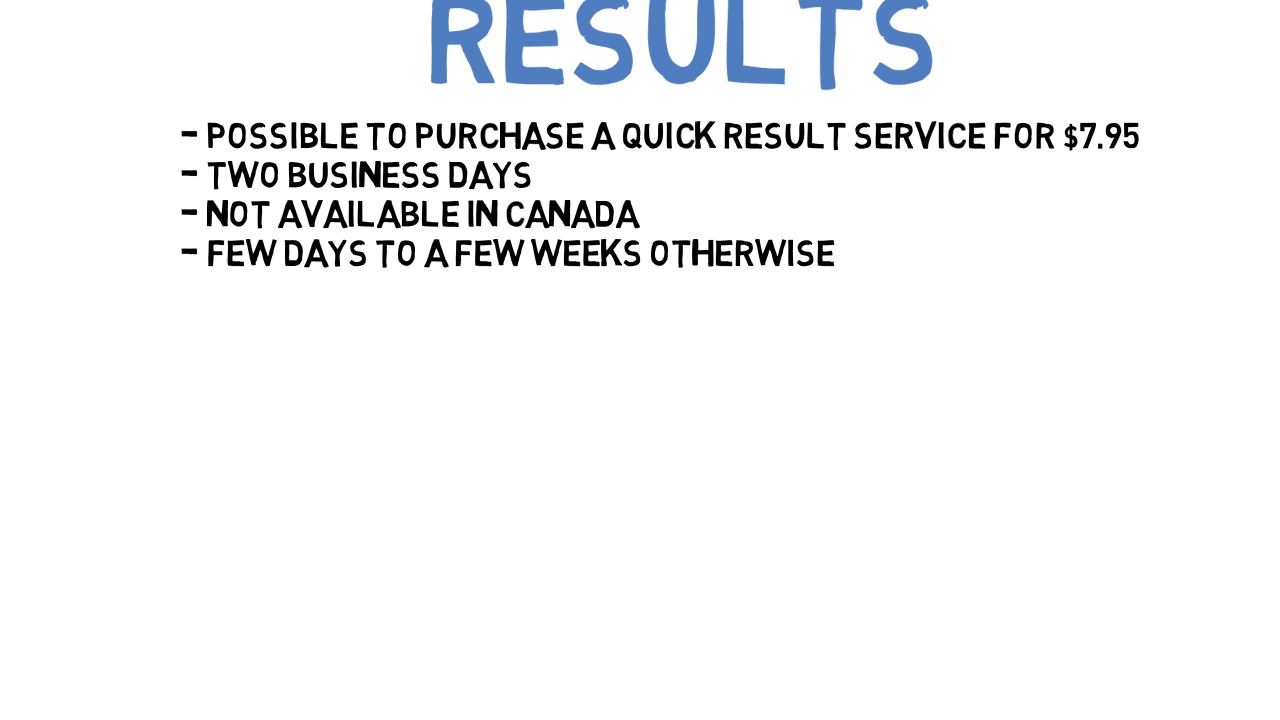 RESULTS
- POSSIBLE TO PURCHASE A QUICK RESULT SERVICE FOR $7.95
- TWO BUSINESS DAYS
- NOT AVAILABLE IN CANADA
- FEW DAYS TO A FEW WEEKS OTHERWISE